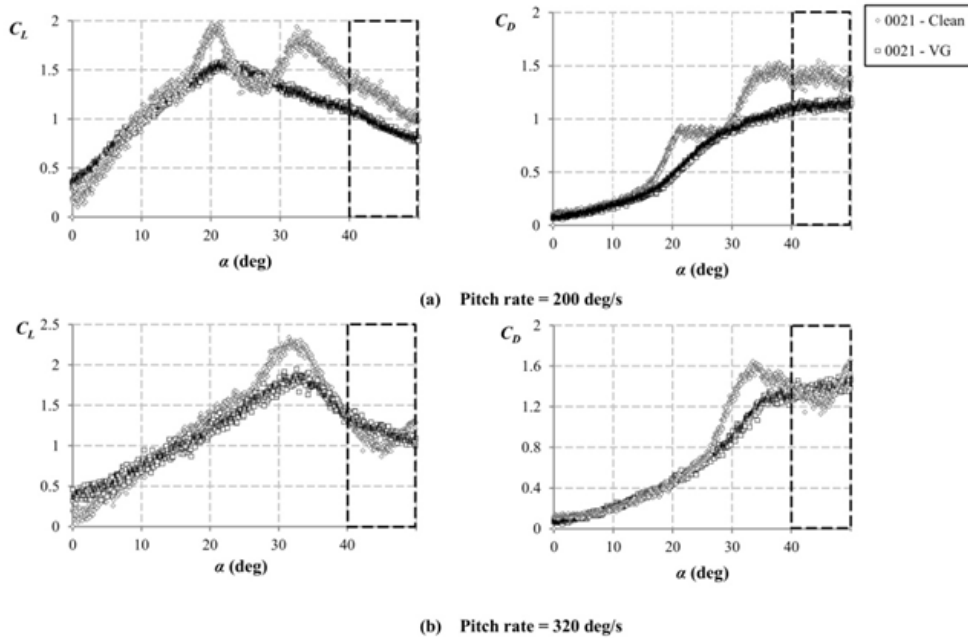 C_L
2
1.5
1
0.5
0
0 10 20 30 40
α (deg)
C_D
2
1.5
1
0.5
0
0 10 20 30 40
α (deg)
0021 - Clean
0021 - VG
(a) Pitch rate = 200 deg/s
C_L
2.5
2
1.5
1
0.5
0
0 10 20 30 40
α (deg)
C_D
2
1.6
1.2
0.8
0.4
0
0 10 20 30 40
α (deg)
(b) Pitch rate = 320 deg/s